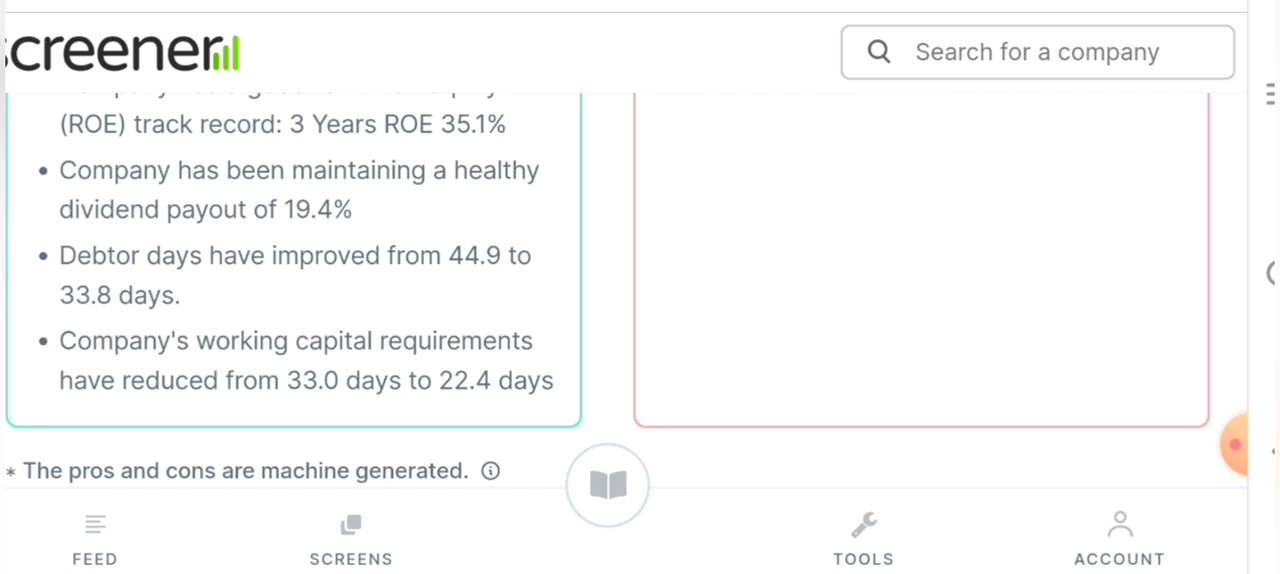 screener
Search for a company
(ROE) track record: 3 Years ROE 35.1%
• Company has been maintaining a healthy
dividend payout of 19.4%
• Debtor days have improved from 44.9 to
33.8 days.
• Company's working capital requirements
have reduced from 33.0 days to 22.4 days
* The pros and cons are machine generated.
FEED
SCREENS
TOOLS
ACCOUNT